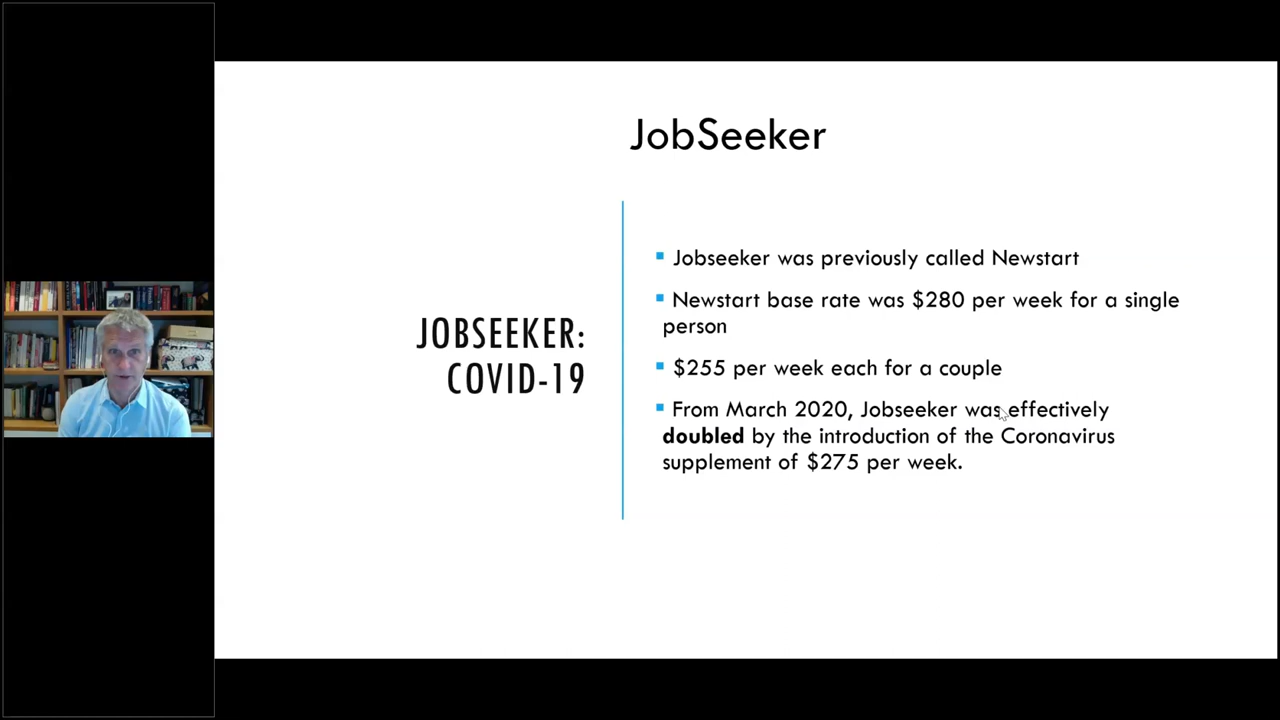 JobSeeker
JOBSEEKER:
COVID-19
Jobseeker was previously called Newstart
Newstart base rate was $280 per week for a single
person
$255 per week each for a couple
From March 2020, Jobseeker was effectively
doubled by the introduction of the Coronavirus
supplement of $275 per week.